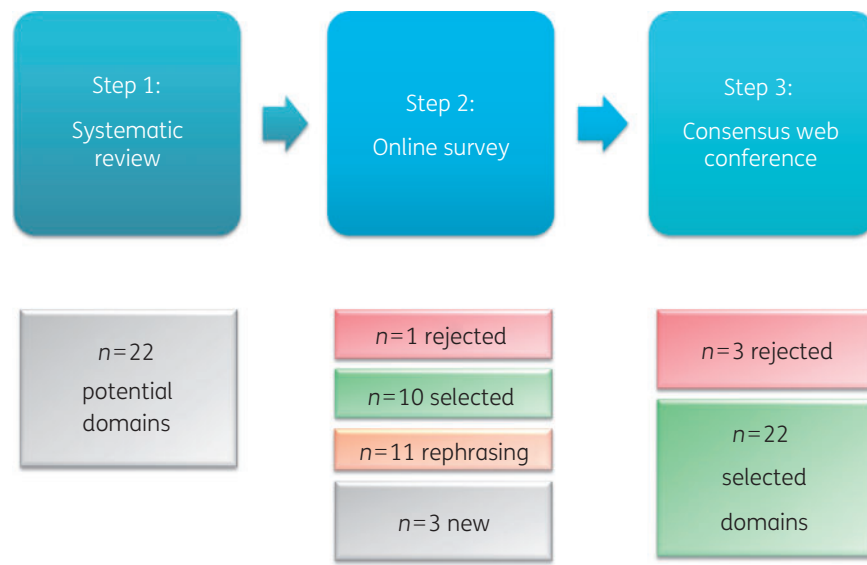 Step 1:
Systematic
review
Step 2:
Online survey
Step 3:
Consensus web
conference
n=22
potential
domains
n=1 rejected
n=10 selected
n=11 rephrasing
n=3 new
n=3 rejected
n=22
selected
domains